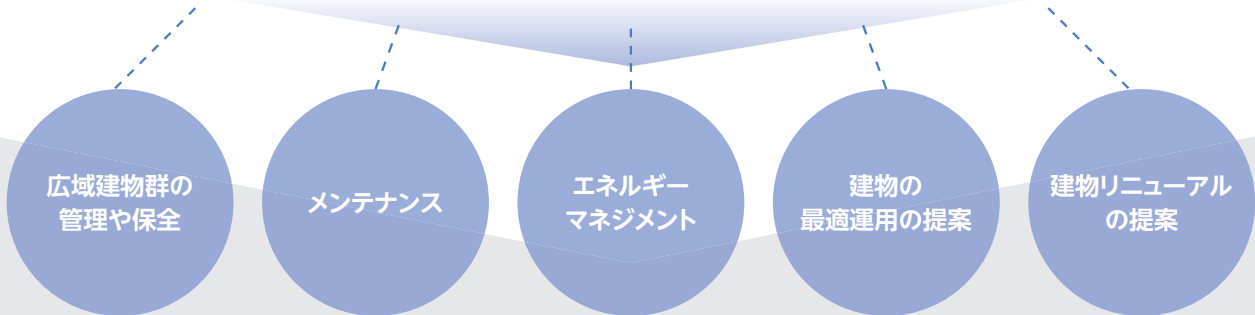 広域建物群の
管理や保全
メンテナンス
エネルギー
マネジメント
建物の
最適運用の提案
建物リニューアル
の提案